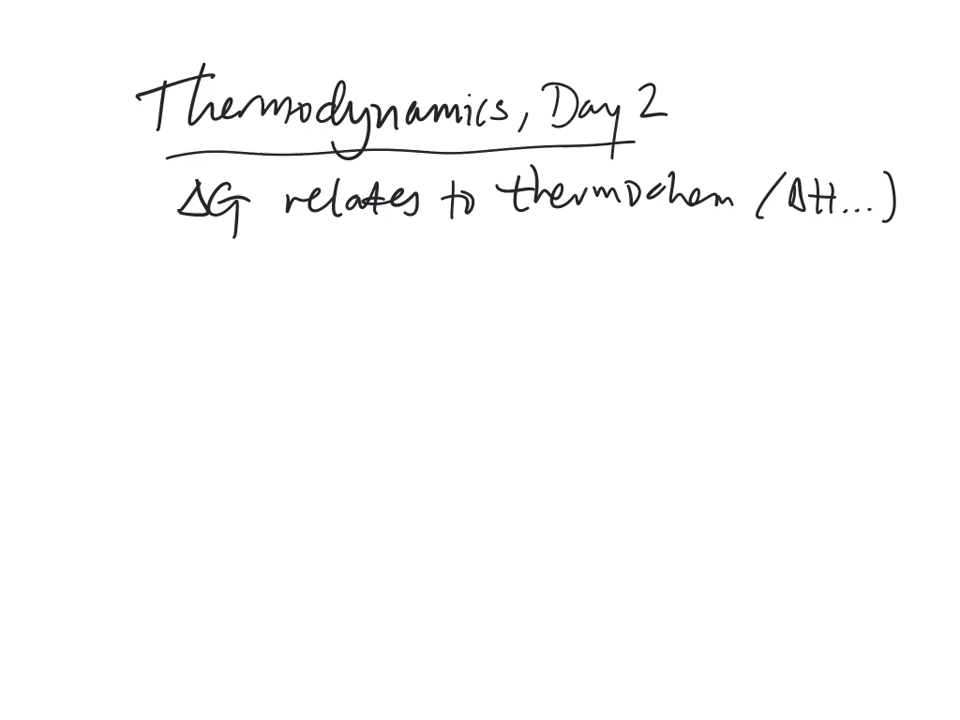 Thermodynamics, Day 2
ΔG relates to thermochem (ΔH...)